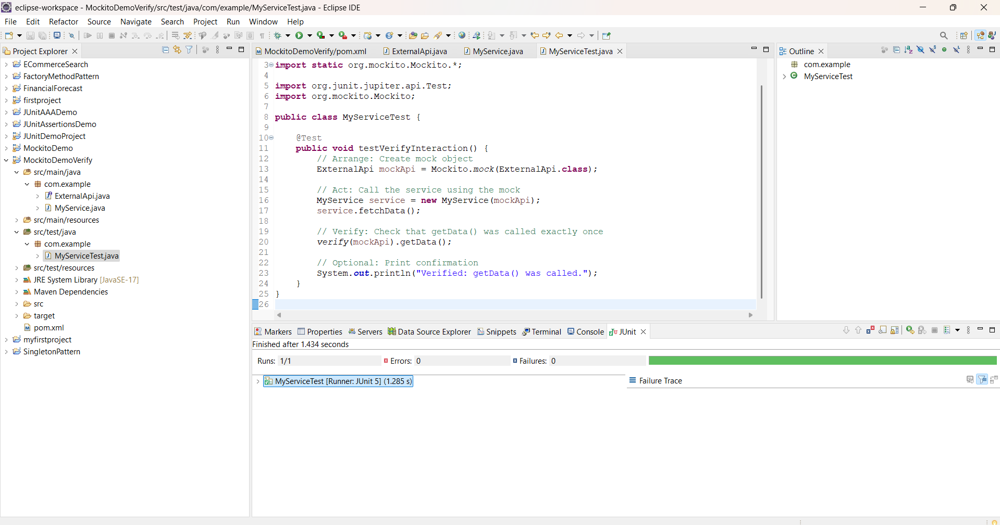 eclipse-workspace - MockitoDemoVerify/src/test/java/com/example/MyServiceTest.java - Eclipse IDE
File Edit Refactor Source Navigate Search Project Run Window Help
Project Explorer
ECommerceSearch
FactoryMethodPattern
FinancialForecast
firstproject
JUnitAAADemo
JUnitAssertionsDemo
JUnitDemoProject
MockitoDemo
MockitoDemoVerify
src/main/java
com.example
ExternalApi.java
MyService.java
src/main/resources
src/test/java
com.example
MyServiceTest.java
src/test/resources
JRE System Library [JavaSE-17]
Maven Dependencies
src
target
pom.xml
myfirstproject
SingletonPattern
MockitoDemoVerify/pom.xml ExternalApi.java MyService.java MyServiceTest.java
3 import static org.mockito.Mockito.*;
4
5 import org.junit.jupiter.api.Test;
6 import org.mockito.Mockito;
7
8 public class MyServiceTest {
9
10 @Test
11 public void testVerifyInteraction() {
12 // Arrange: Create mock object
13 ExternalApi mockApi = Mockito.mock(ExternalApi.class);
14
15 // Act: Call the service using the mock
16 MyService service = new MyService(mockApi);
17 service.fetchData();
18
19 // Verify: Check that getData() was called exactly once
20 verify(mockApi).getData();
21
22 // Optional: Print confirmation
23 System.out.println("Verified: getData() was called.");
24 }
25 }
26
Outline
com.example
MyServiceTest
Markers Properties Servers Data Source Explorer Snippets Terminal Console JUnit
Finished after 1.434 seconds
Runs: 1/1 Errors: 0 Failures: 0
MyServiceTest [Runner: JUnit 5] (1.285 s)
Failure Trace